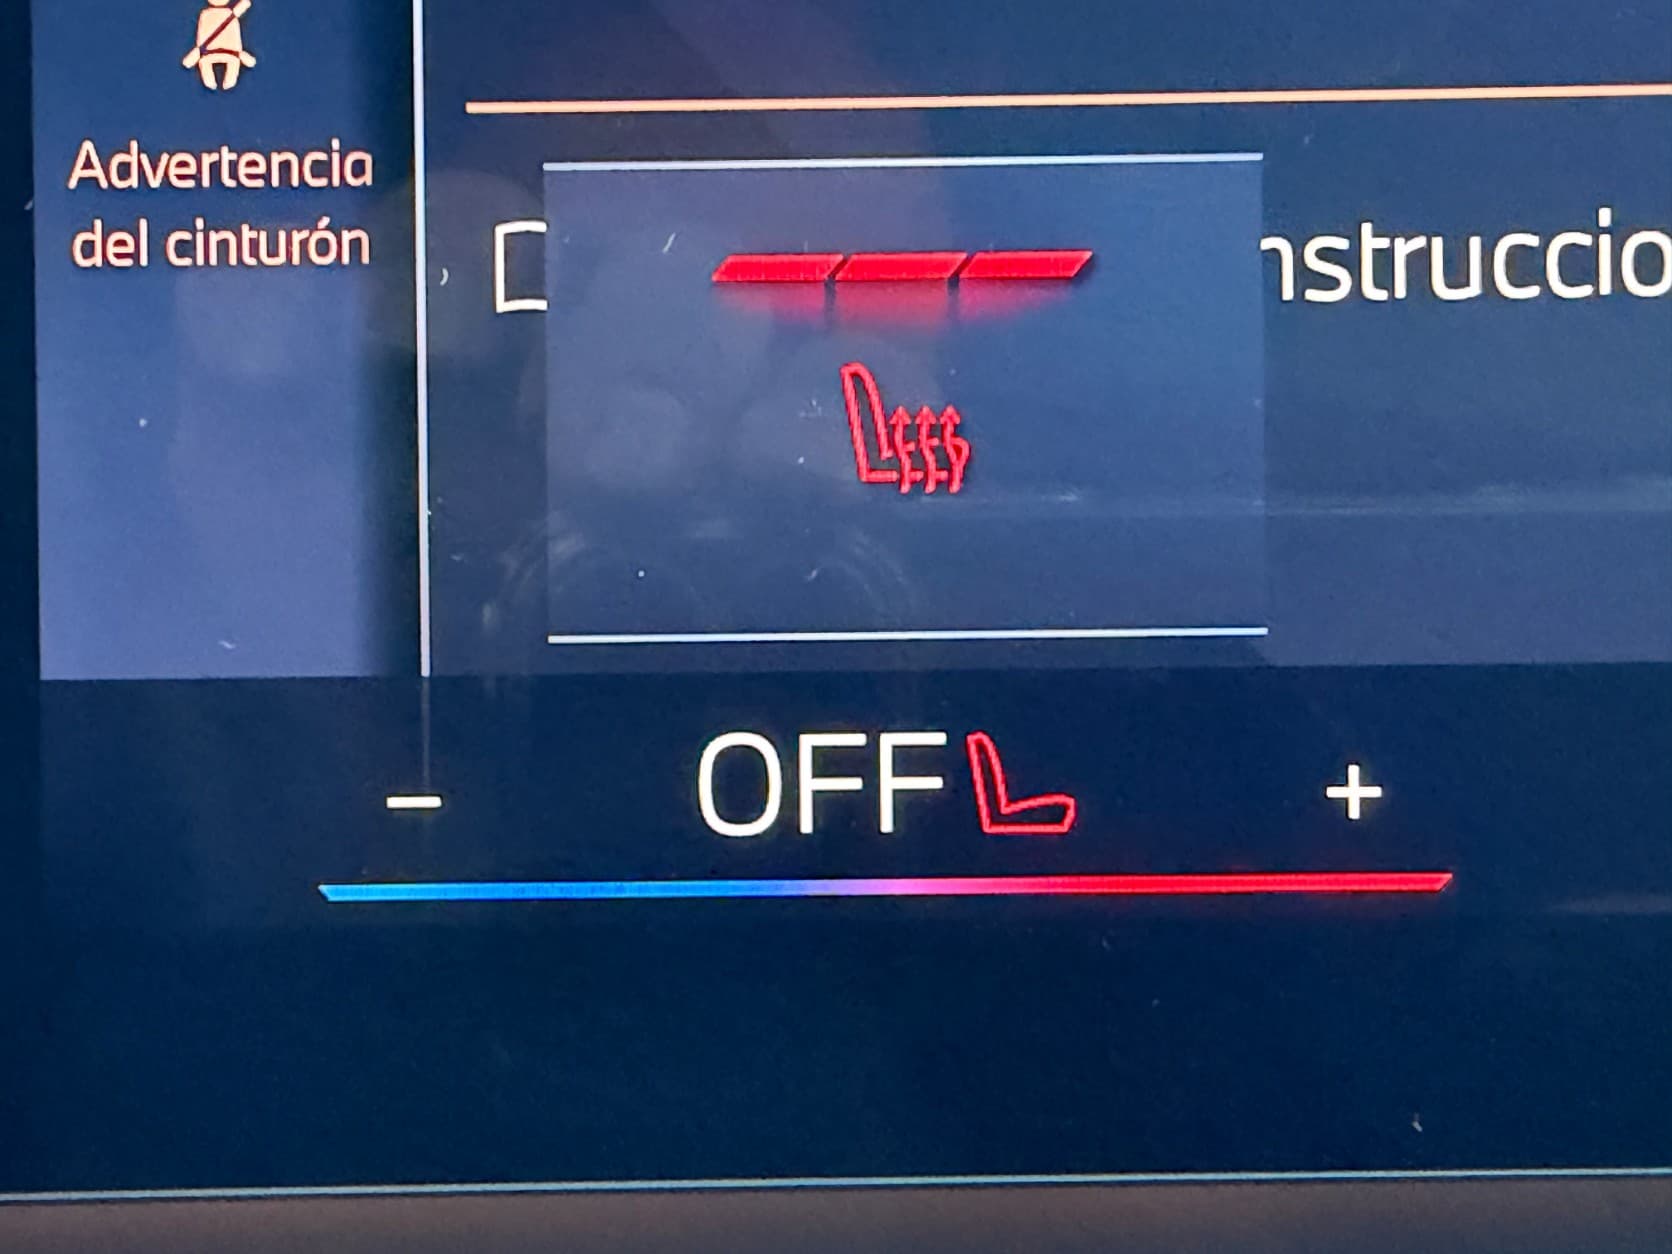 Advertencia
del cinturón
nstruccio
- OFF +